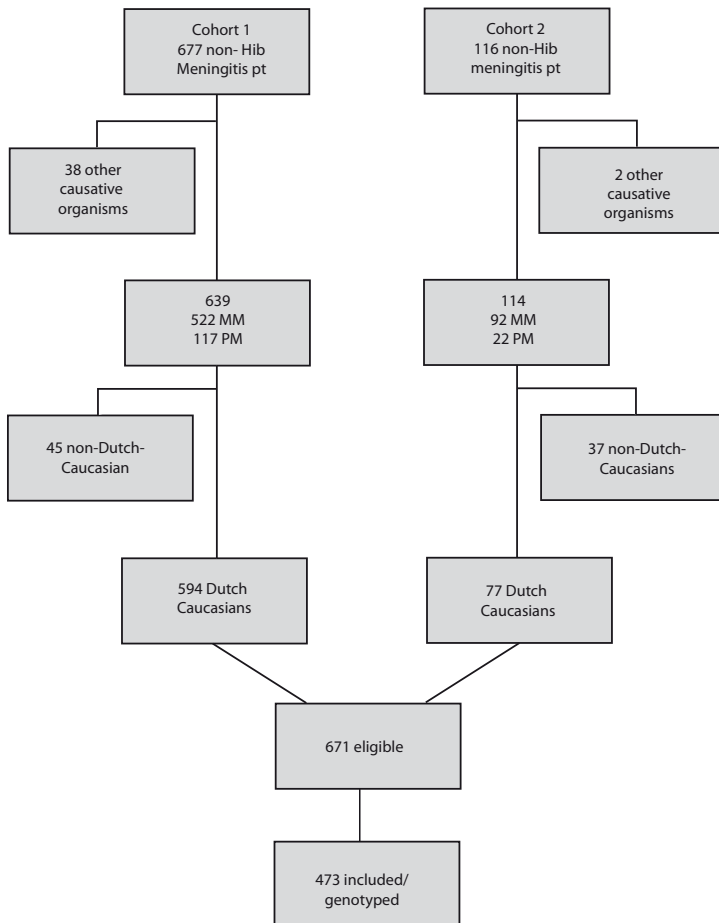 Cohort 1
677 non- Hib
Meningitis pt
Cohort 2
116 non-Hib
meningitis pt
38 other
causative
organisms
2 other
causative
organisms
639
522 MM
117 PM
114
92 MM
22 PM
45 non-Dutch-
Caucasian
37 non-Dutch-
Caucasians
594 Dutch
Caucasians
77 Dutch
Caucasians
671 eligible
473 included/
genotyped